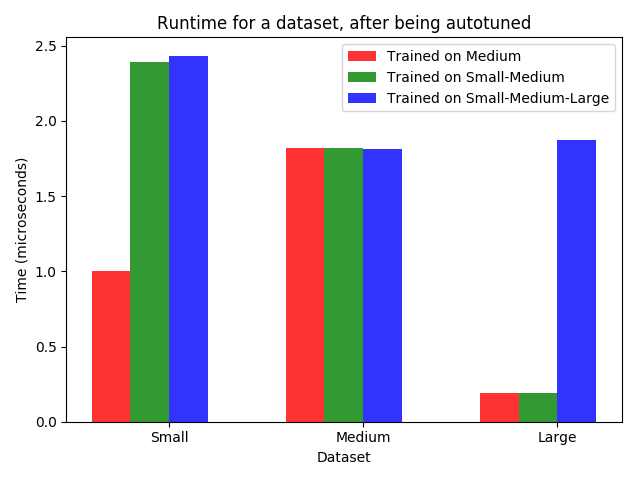 Runtime for a dataset, after being autotuned
Trained on Medium
Trained on Small-Medium
Trained on Small-Medium-Large
Time (microseconds)
2.5
2.0
1.5
1.0
0.5
0.0
Small Medium Large
Dataset